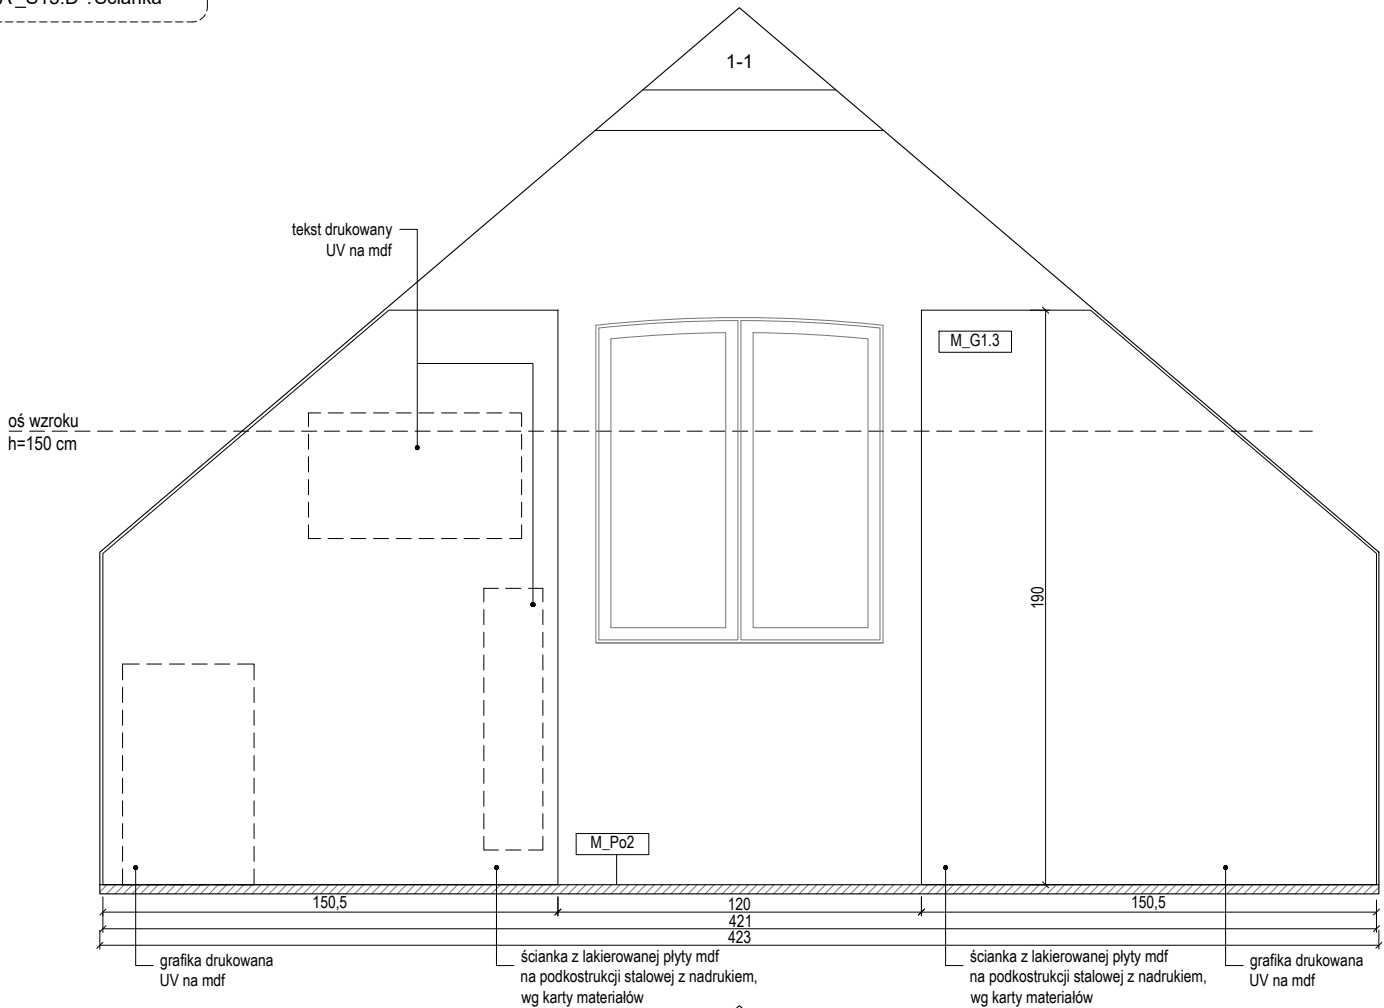 1-1
tekst drukowany
UV na mdf
M_G1.3
oś wzroku
h=150 cm
190
M_Po2
150,5
120
150,5
421
423
grafika drukowana
UV na mdf
ścianka z lakierowanej płyty mdf
na podkostrukcji stalowej z nadrukiem,
wg karty materiałów
ścianka z lakierowanej płyty mdf
na podkostrukcji stalowej z nadrukiem,
wg karty materiałów
grafika drukowana
UV na mdf